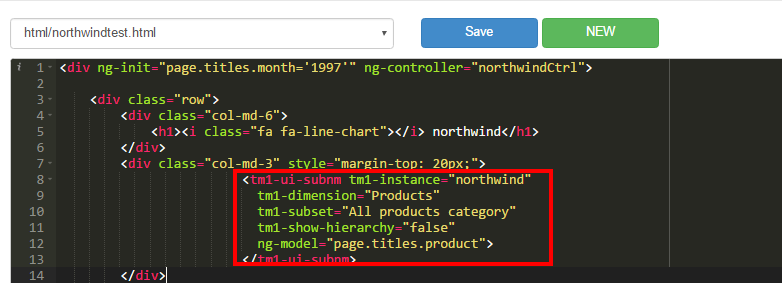 html/northwindtest.html
Save
NEW
1 <div ng-init="page.titles.month='1997'" ng-controller="northwindCtrl">
2
3 <div class="row">
4 <div class="col-md-6">
5 <h1><i class="fa fa-line-chart"></i> northwind</h1>
6 </div>
7 <div class="col-md-3" style="margin-top: 20px;">
8 <tm1-ui-subnm tm1-instance="northwind"
9 tm1-dimension="Products"
10 tm1-subset="All products category"
11 tm1-show-hierarchy="false"
12 ng-model="page.titles.product">
13 </tm1-ui-subnm>
14 </div>